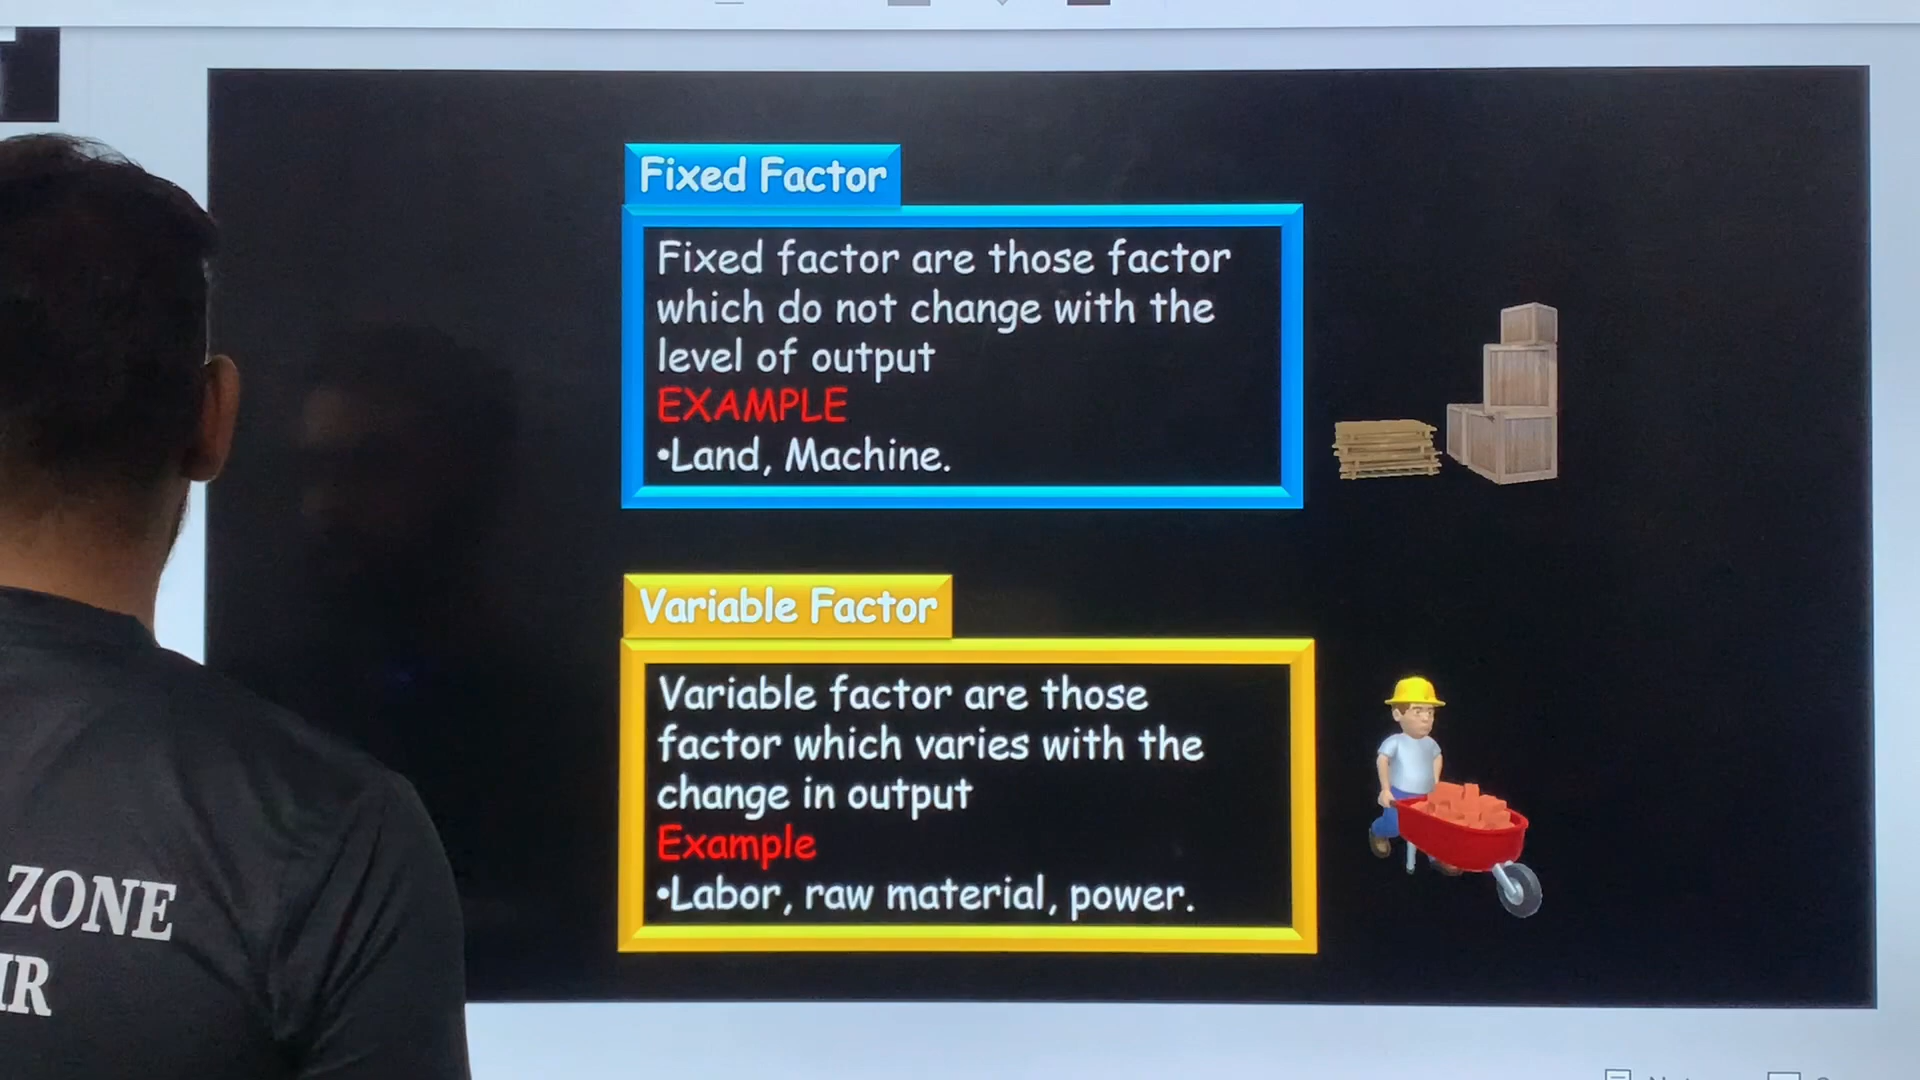 Fixed Factor
Fixed factor are those factor
which do not change with the
level of output
EXAMPLE
•Land, Machine.
Variable Factor
Variable factor are those
factor which varies with the
change in output
Example
•Labor, raw material, power.
ZONE